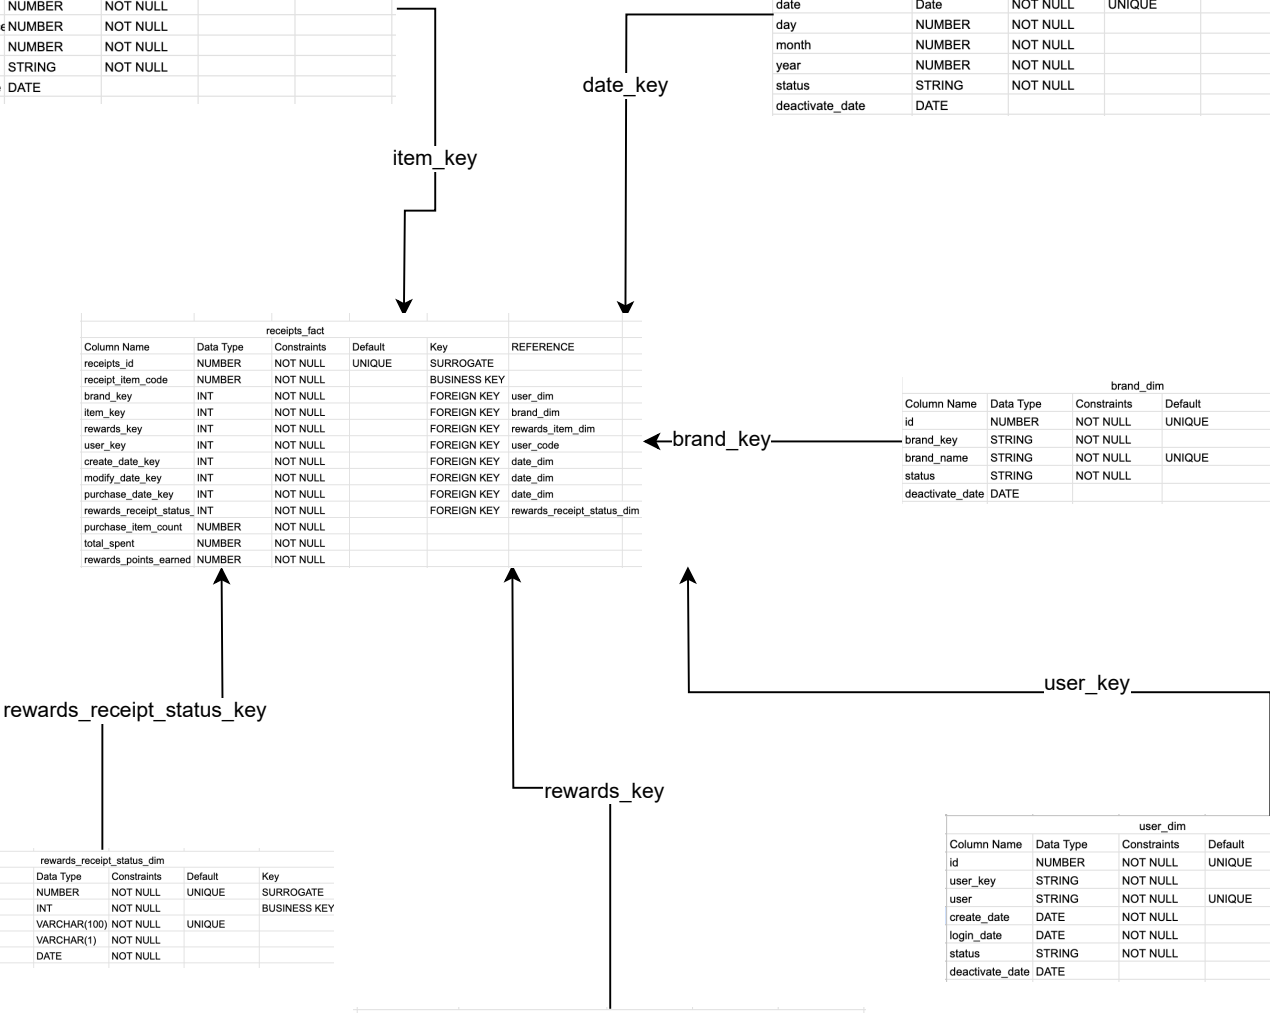 NUMBER NOT NULL
NUMBER NOT NULL
NUMBER NOT NULL
STRING NOT NULL
DATE
date Date NOT NULL UNIQUE
day NUMBER NOT NULL
month NUMBER NOT NULL
year NUMBER NOT NULL
status STRING NOT NULL
deactivate_date DATE
date_key
item_key
receipts_fact
Column Name Data Type Constraints Default Key REFERENCE
receipts_id NUMBER NOT NULL UNIQUE SURROGATE
receipt_item_code NUMBER NOT NULL BUSINESS KEY
brand_key INT NOT NULL FOREIGN KEY user_dim
item_key INT NOT NULL FOREIGN KEY brand_dim
rewards_key INT NOT NULL FOREIGN KEY rewards_item_dim
user_key INT NOT NULL FOREIGN KEY user_code
create_date_key INT NOT NULL FOREIGN KEY date_dim
modify_date_key INT NOT NULL FOREIGN KEY date_dim
purchase_date_key INT NOT NULL FOREIGN KEY date_dim
rewards_receipt_status_ INT NOT NULL FOREIGN KEY rewards_receipt_status_dim
purchase_item_count NUMBER NOT NULL
total_spent NUMBER NOT NULL
rewards_points_earned NUMBER NOT NULL
brand_key
brand_dim
Column Name Data Type Constraints Default
id NUMBER NOT NULL UNIQUE
brand_key STRING NOT NULL
brand_name STRING NOT NULL UNIQUE
status STRING NOT NULL
deactivate_date DATE
user_key
rewards_receipt_status_key
rewards_key
rewards_receipt_status_dim
Data Type Constraints Default Key
NUMBER NOT NULL UNIQUE SURROGATE
INT NOT NULL BUSINESS KEY
VARCHAR(100) NOT NULL UNIQUE
VARCHAR(1) NOT NULL
DATE NOT NULL
user_dim
Column Name Data Type Constraints Default
id NUMBER NOT NULL UNIQUE
user_key STRING NOT NULL
user STRING NOT NULL UNIQUE
create_date DATE NOT NULL
login_date DATE NOT NULL
status STRING NOT NULL
deactivate_date DATE